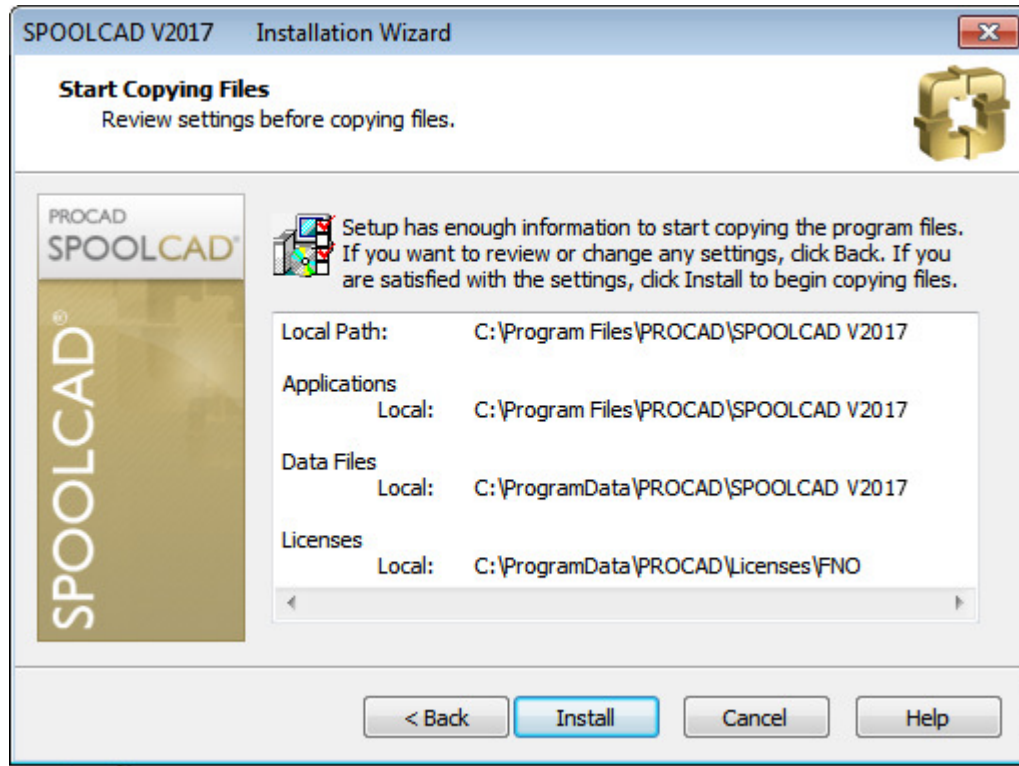 SPOOLCAD V2017 Installation Wizard
Start Copying Files
Review settings before copying files.
PROCAD
SPOOLCAD®
SPOOLCAD®
Setup has enough information to start copying the program files.
If you want to review or change any settings, click Back. If you
are satisfied with the settings, click Install to begin copying files.
Local Path: C:\Program Files\PROCAD\SPOOLCAD V2017
Applications
Local: C:\Program Files\PROCAD\SPOOLCAD V2017
Data Files
Local: C:\ProgramData\PROCAD\SPOOLCAD V2017
Licenses
Local: C:\ProgramData\PROCAD\Licenses\FNO
< Back Install Cancel Help